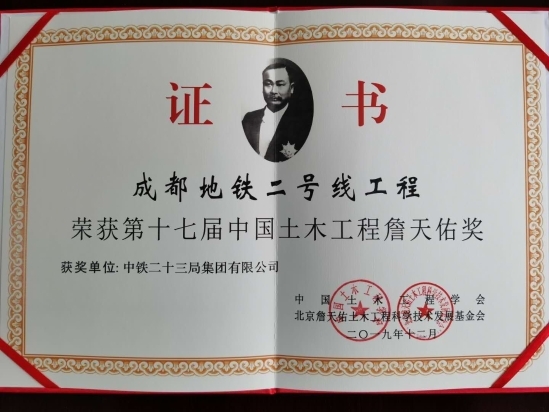 证书
成都地铁二号线工程
荣获第十七届中国土木工程詹天佑奖
获奖单位: 中铁二十三局集团有限公司
中国土木工程学会
北京詹天佑土木工程科学技术发展基金会
二〇一九年十二月